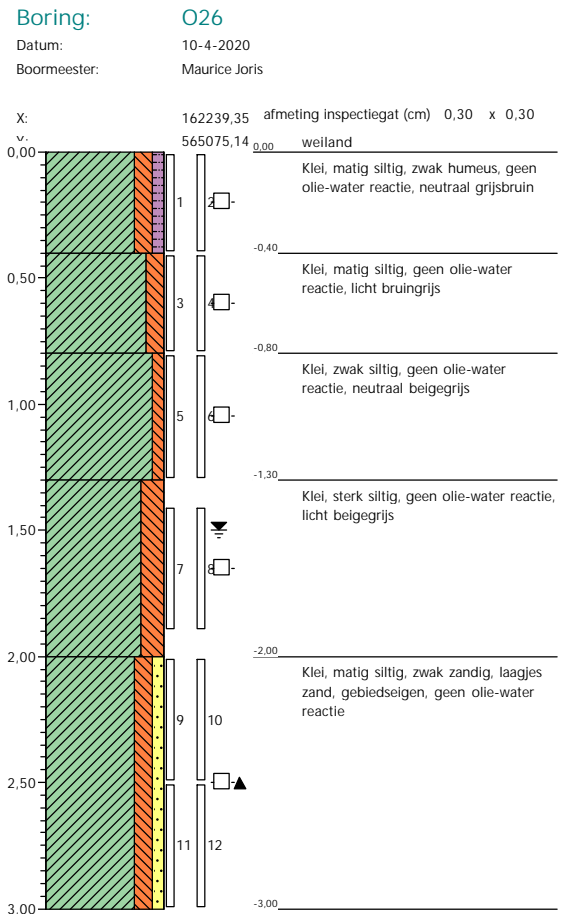 Boring: O26
Datum: 10-4-2020
Boormeester: Maurice Joris
X: 162239,35 afmeting inspectiegat (cm) 0,30 x 0,30
Y: 565075,14 weiland
0,00 0,00
Klei, matig siltig, zwak humeus, geen
olie-water reactie, neutraal grijsbruin
1 2
-0,40
Klei, matig siltig, geen olie-water
0,50
reactie, licht bruingrijs
3 4
-0,80
Klei, zwak siltig, geen olie-water
reactie, neutraal beigegrijs
1,00
5 6
-1,30
Klei, sterk siltig, geen olie-water reactie,
licht beigegrijs
1,50
7 8
2,00 -2,00
Klei, matig siltig, zwak zandig, laagjes
zand, gebiedseigen, geen olie-water
reactie
9 10
2,50
11 12
3,00 -3,00